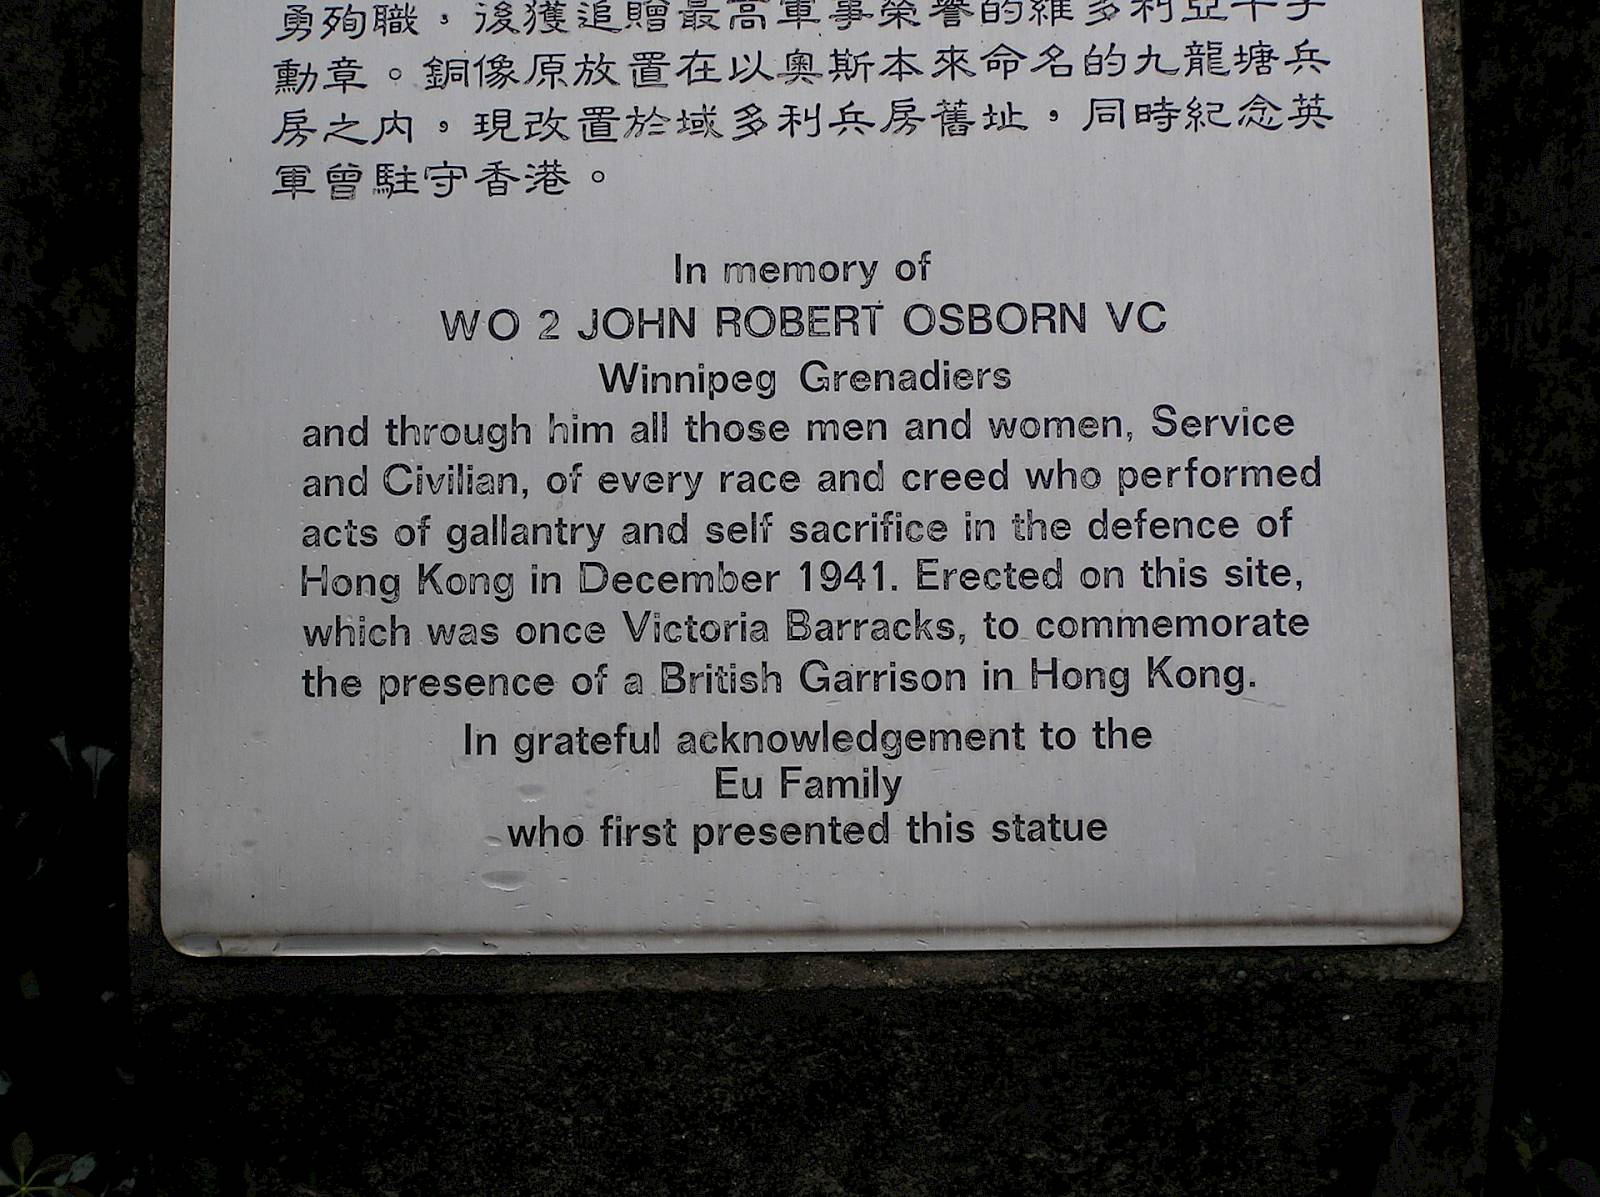 勇殉職，後獲追贈最高軍事榮譽的維多利亞十字
勳章。銅像原放置在以奧斯本來命名的九龍塘兵
房之內，現改置於域多利兵房舊址，同時紀念英
軍曾駐守香港。
In memory of
WO 2 JOHN ROBERT OSBORN VC
Winnipeg Grenadiers
and through him all those men and women, Service
and Civilian, of every race and creed who performed
acts of gallantry and self sacrifice in the defence of
Hong Kong in December 1941. Erected on this site,
which was once Victoria Barracks, to commemorate
the presence of a British Garrison in Hong Kong.
In grateful acknowledgement to the
Eu Family
who first presented this statue